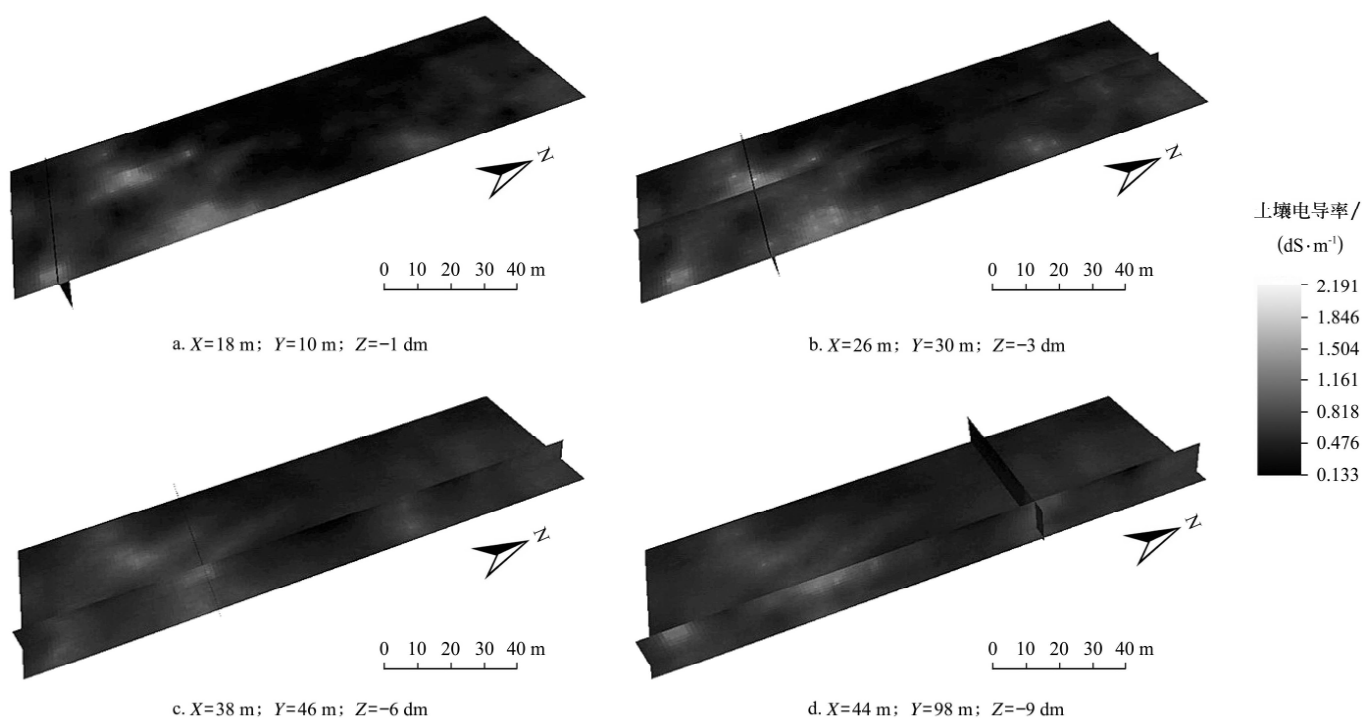 N
N
0 10 20 30 40 m
0 10 20 30 40 m
a. X=18 m; Y=10 m; Z=−1 dm
b. X=26 m; Y=30 m; Z=−3 dm
土壤电导率/
(dS·m⁻¹)
2.191
1.846
1.504
1.161
0.818
0.476
0.133
N
N
0 10 20 30 40 m
0 10 20 30 40 m
c. X=38 m; Y=46 m; Z=−6 dm
d. X=44 m; Y=98 m; Z=−9 dm